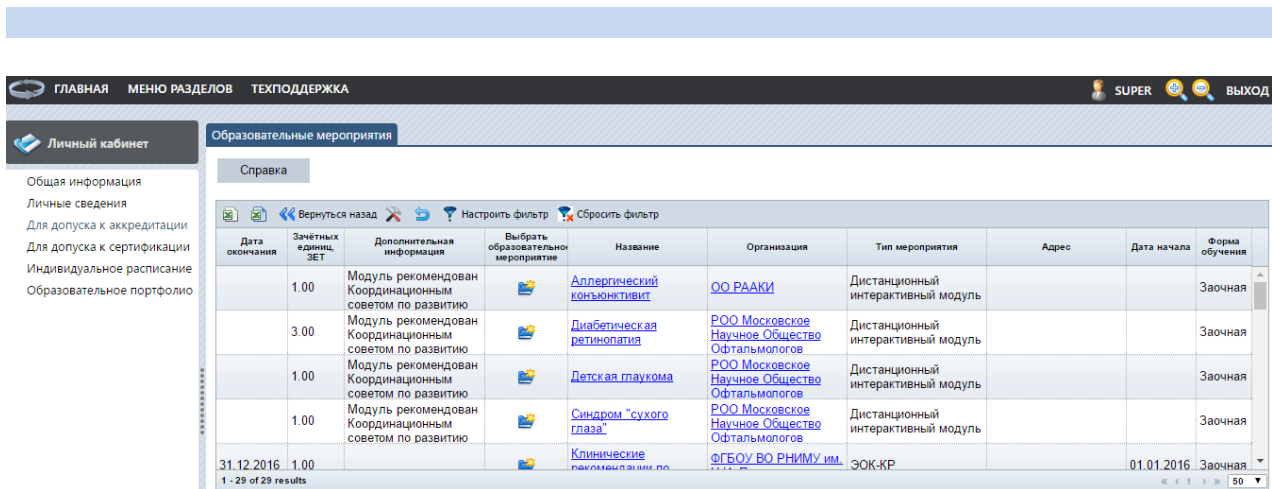 ГЛАВНАЯ МЕНЮ РАЗДЕЛОВ ТЕХПОДДЕРЖКА SUPER ВЫХОД
Личный кабинет
Общая информация
Личные сведения
Для допуска к аккредитации
Для допуска к сертификации
Индивидуальное расписание
Образовательное портфолио
Образовательные мероприятия
Справка
Вернуться назад Настроить фильтр Сбросить фильтр
Дата окончания
Зачётных единиц, ЗЕТ
Дополнительная информация
Выбрать образовательно мероприятие
Название
Организация
Тип мероприятия
Адрес
Дата начала
Форма обучения
1.00
Модуль рекомендован
Координационным
советом по развитию
Аллергический
конъюнктивит
ОО РААКИ
Дистанционный
интерактивный модуль
Заочная
3.00
Модуль рекомендован
Координационным
советом по развитию
Диабетическая
ретинопатия
РОО Московское
Научное Общество
Офтальмологов
Дистанционный
интерактивный модуль
Заочная
1.00
Модуль рекомендован
Координационным
советом по развитию
Детская глаукома
РОО Московское
Научное Общество
Офтальмологов
Дистанционный
интерактивный модуль
Заочная
1.00
Модуль рекомендован
Координационным
советом по развитию
Синдром "сухого
глаза"
РОО Московское
Научное Общество
Офтальмологов
Дистанционный
интерактивный модуль
Заочная
31.12.2016
1.00
Клинические
рекомендации по
ФГБОУ ВО РНИМУ им.
ЭОК-КР
01.01.2016
Заочная
1 - 29 of 29 results
1
50